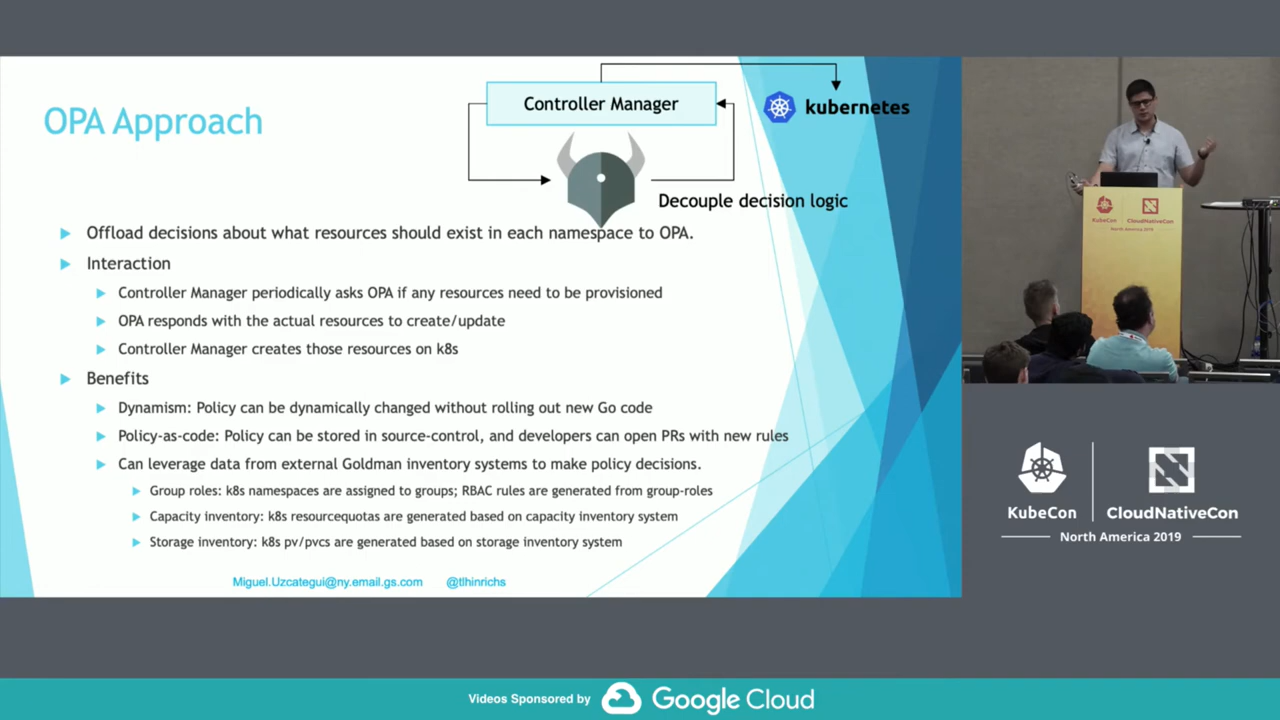 OPA Approach
Controller Manager
kubernetes
Decouple decision logic
Offload decisions about what resources should exist in each namespace to OPA.
Interaction
Controller Manager periodically asks OPA if any resources need to be provisioned
OPA responds with the actual resources to create/update
Controller Manager creates those resources on k8s
Benefits
Dynamism: Policy can be dynamically changed without rolling out new Go code
Policy-as-code: Policy can be stored in source-control, and developers can open PRs with new rules
Can leverage data from external Goldman inventory systems to make policy decisions.
Group roles: k8s namespaces are assigned to groups; RBAC rules are generated from group-roles
Capacity inventory: k8s resourcequotas are generated based on capacity inventory system
Storage inventory: k8s pv/pvcs are generated based on storage inventory system
Miguel.Uzcategui@ny.email.gs.com @tlhinrichs
KubeCon CloudNativeCon
North America 2019
KubeCon CloudNativeCon
North America 2019
Videos Sponsored by Google Cloud